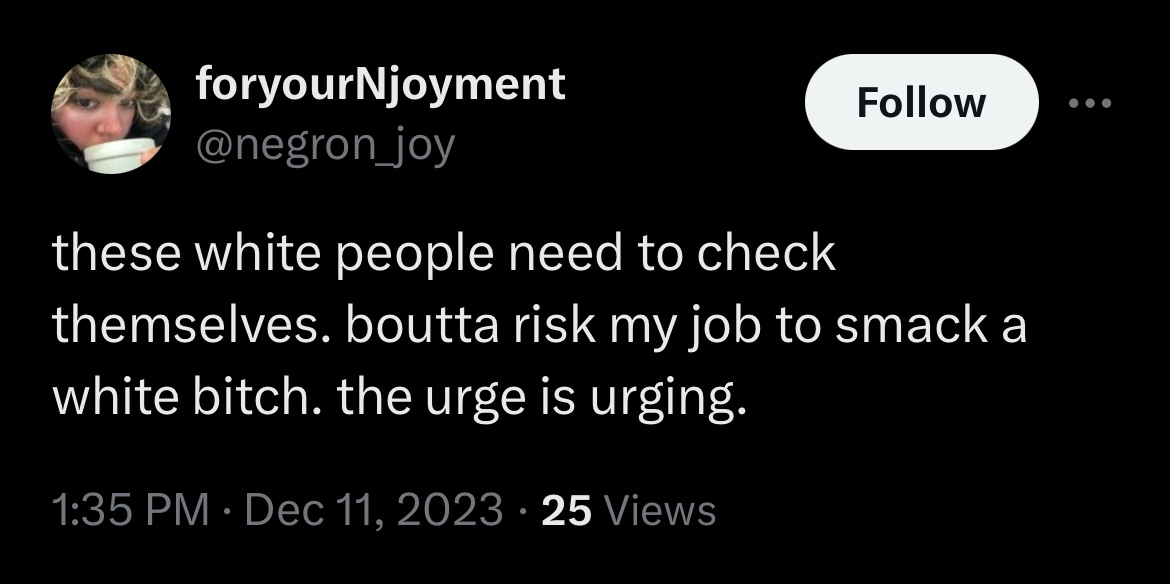 foryourNjoyment
Follow
@negron_joy
these white people need to check
themselves. boutta risk my job to smack a
white bitch. the urge is urging.
1:35 PM · Dec 11, 2023 · 25 Views